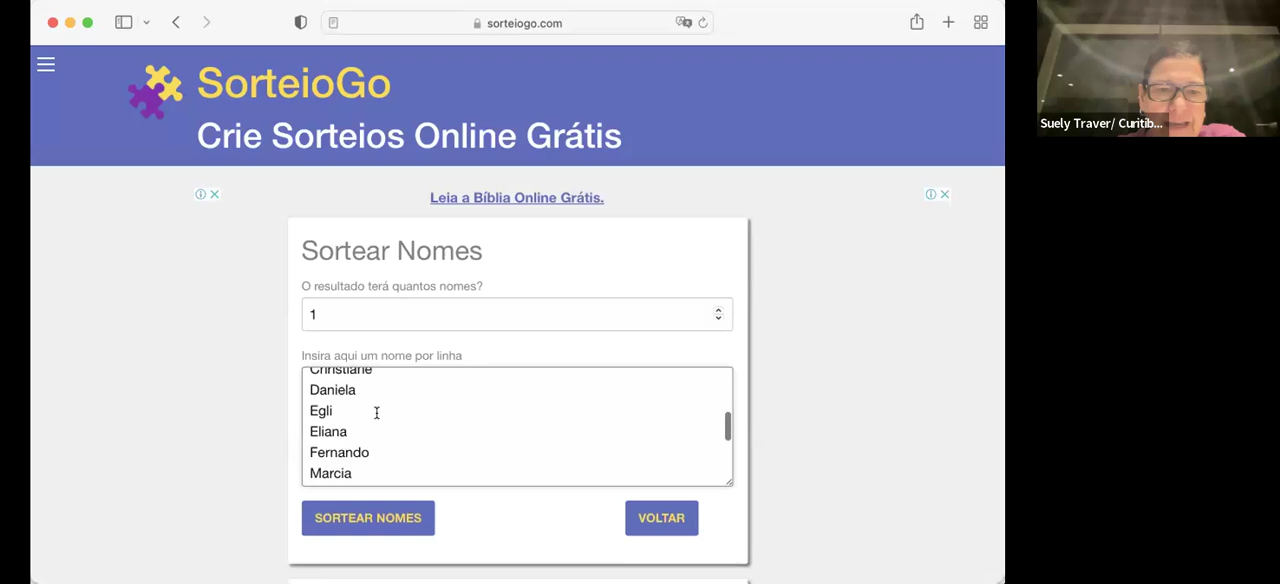 sorteiogo.com
SorteioGo
Crie Sorteios Online Grátis
Leia a Bíblia Online Grátis.
Sortear Nomes
O resultado terá quantos nomes?
1
Insira aqui um nome por linha
Christiane
Daniela
Egli
Eliana
Fernando
Marcia
SORTEAR NOMES
VOLTAR
Suely Traver/ Curitib...